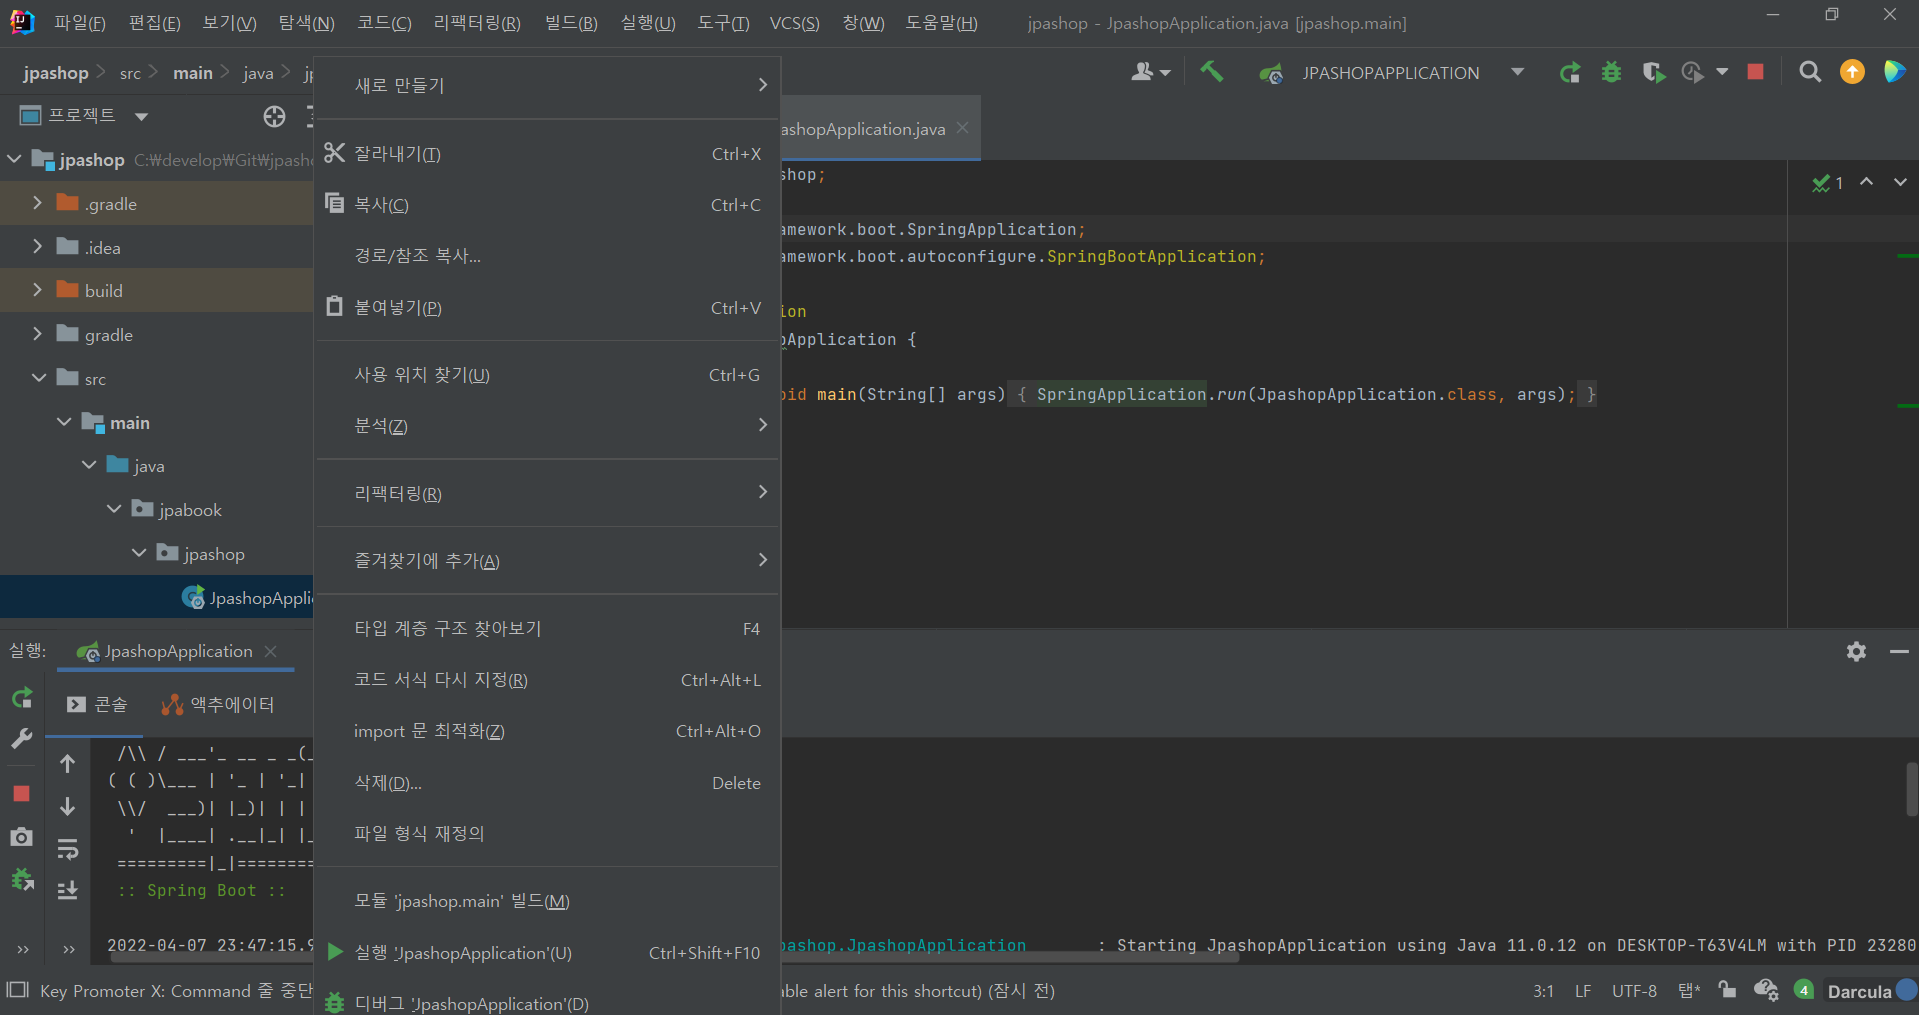 파일(F) 편집(E) 보기(V) 탐색(N) 코드(C) 리팩터링(R) 빌드(B) 실행(U) 도구(T) VCS(S) 창(W) 도움말(H) jpashop - JpashopApplication.java [jpashop.main]
jpashop src main java
JPASHOPAPPLICATION
프로젝트
jpashop C:₩develop₩Git₩jpasho
.gradle
.idea
build
gradle
src
main
java
jpabook
jpashop
JpashopApplic
새로 만들기
잘라내기(T) Ctrl+X
복사(C) Ctrl+C
경로/참조 복사...
붙여넣기(P) Ctrl+V
사용 위치 찾기(U) Ctrl+G
분석(Z)
리팩터링(R)
즐겨찾기에 추가(A)
타입 계층 구조 찾아보기 F4
코드 서식 다시 지정(R) Ctrl+Alt+L
import 문 최적화(Z) Ctrl+Alt+O
삭제(D)... Delete
파일 형식 재정의
모듈 'jpashop.main' 빌드(M)
실행 'JpashopApplication'(U) Ctrl+Shift+F10
디버그 'JpashopApplication'(D)
ashopApplication.java
shop;
amework.boot.SpringApplication;
amework.boot.autoconfigure.SpringBootApplication;
ion
pApplication {
oid main(String[] args) { SpringApplication.run(JpashopApplication.class, args); }
1
실행: JpashopApplication
콘솔 액추에이터
/\\ / ___'_ __ _ _(_
( ( )\___ | '_ | '_|
\\/  ___)| |_)| | |
'  |____| .__|_| |_
=========|_|=========
:: Spring Boot ::
2022-04-07 23:47:15.9
pashop.JpashopApplication : Starting JpashopApplication using Java 11.0.12 on DESKTOP-T63V4LM with PID 23280
Key Promoter X: Command 줄 중단
ble alert for this shortcut) (잠시 전)
3:1 LF UTF-8 탭* 4 Darcula